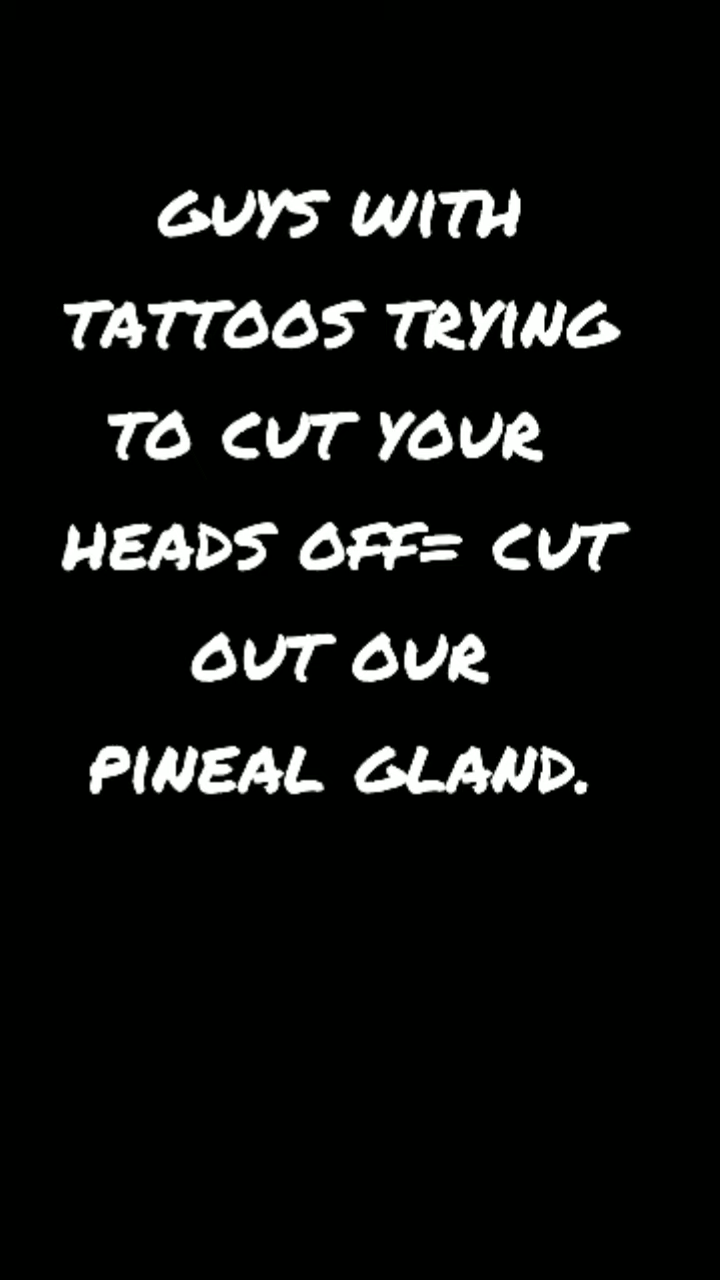 GUYS WITH
TATTOOS TRYING
TO CUT YOUR
HEADS OFF= CUT
OUT OUR
PINEAL GLAND.